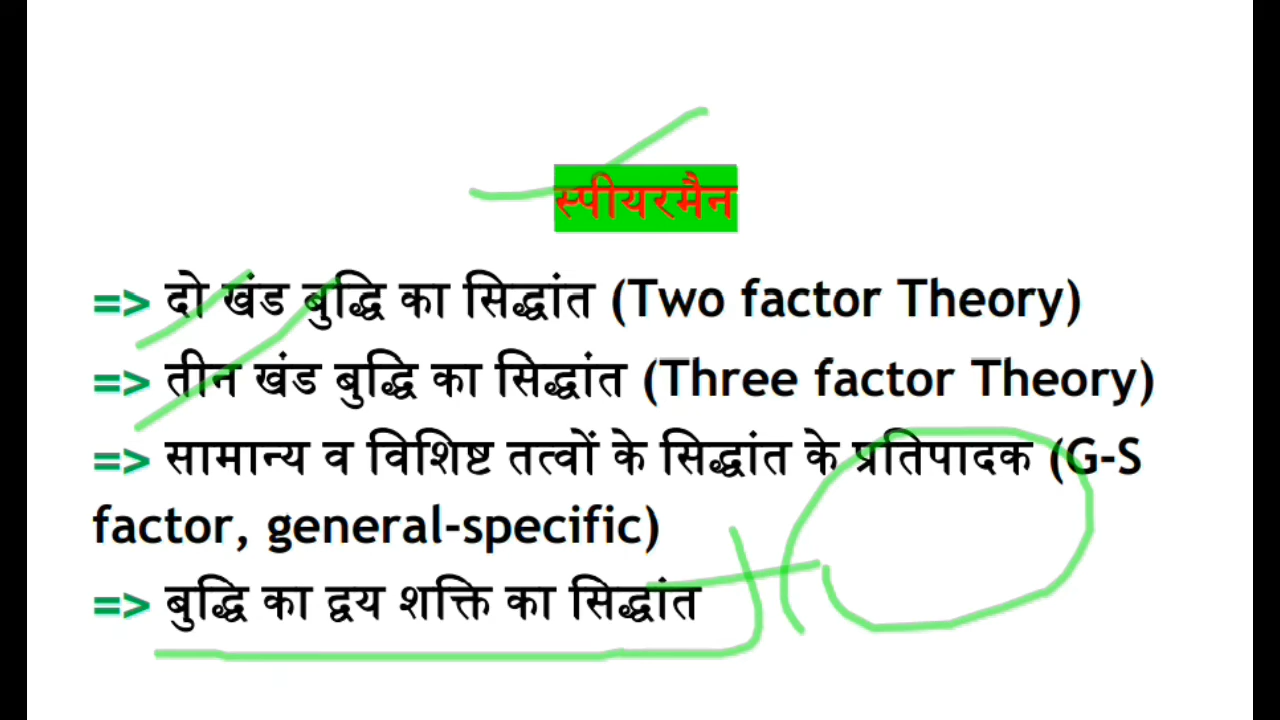 स्पीयरमैन
=> दो खंड बुद्धि का सिद्धांत (Two factor Theory)
=> तीन खंड बुद्धि का सिद्धांत (Three factor Theory)
=> सामान्य व विशिष्ट तत्वों के सिद्धांत के प्रतिपादक (G-S
factor, general-specific)
=> बुद्धि का द्वय शक्ति का सिद्धांत